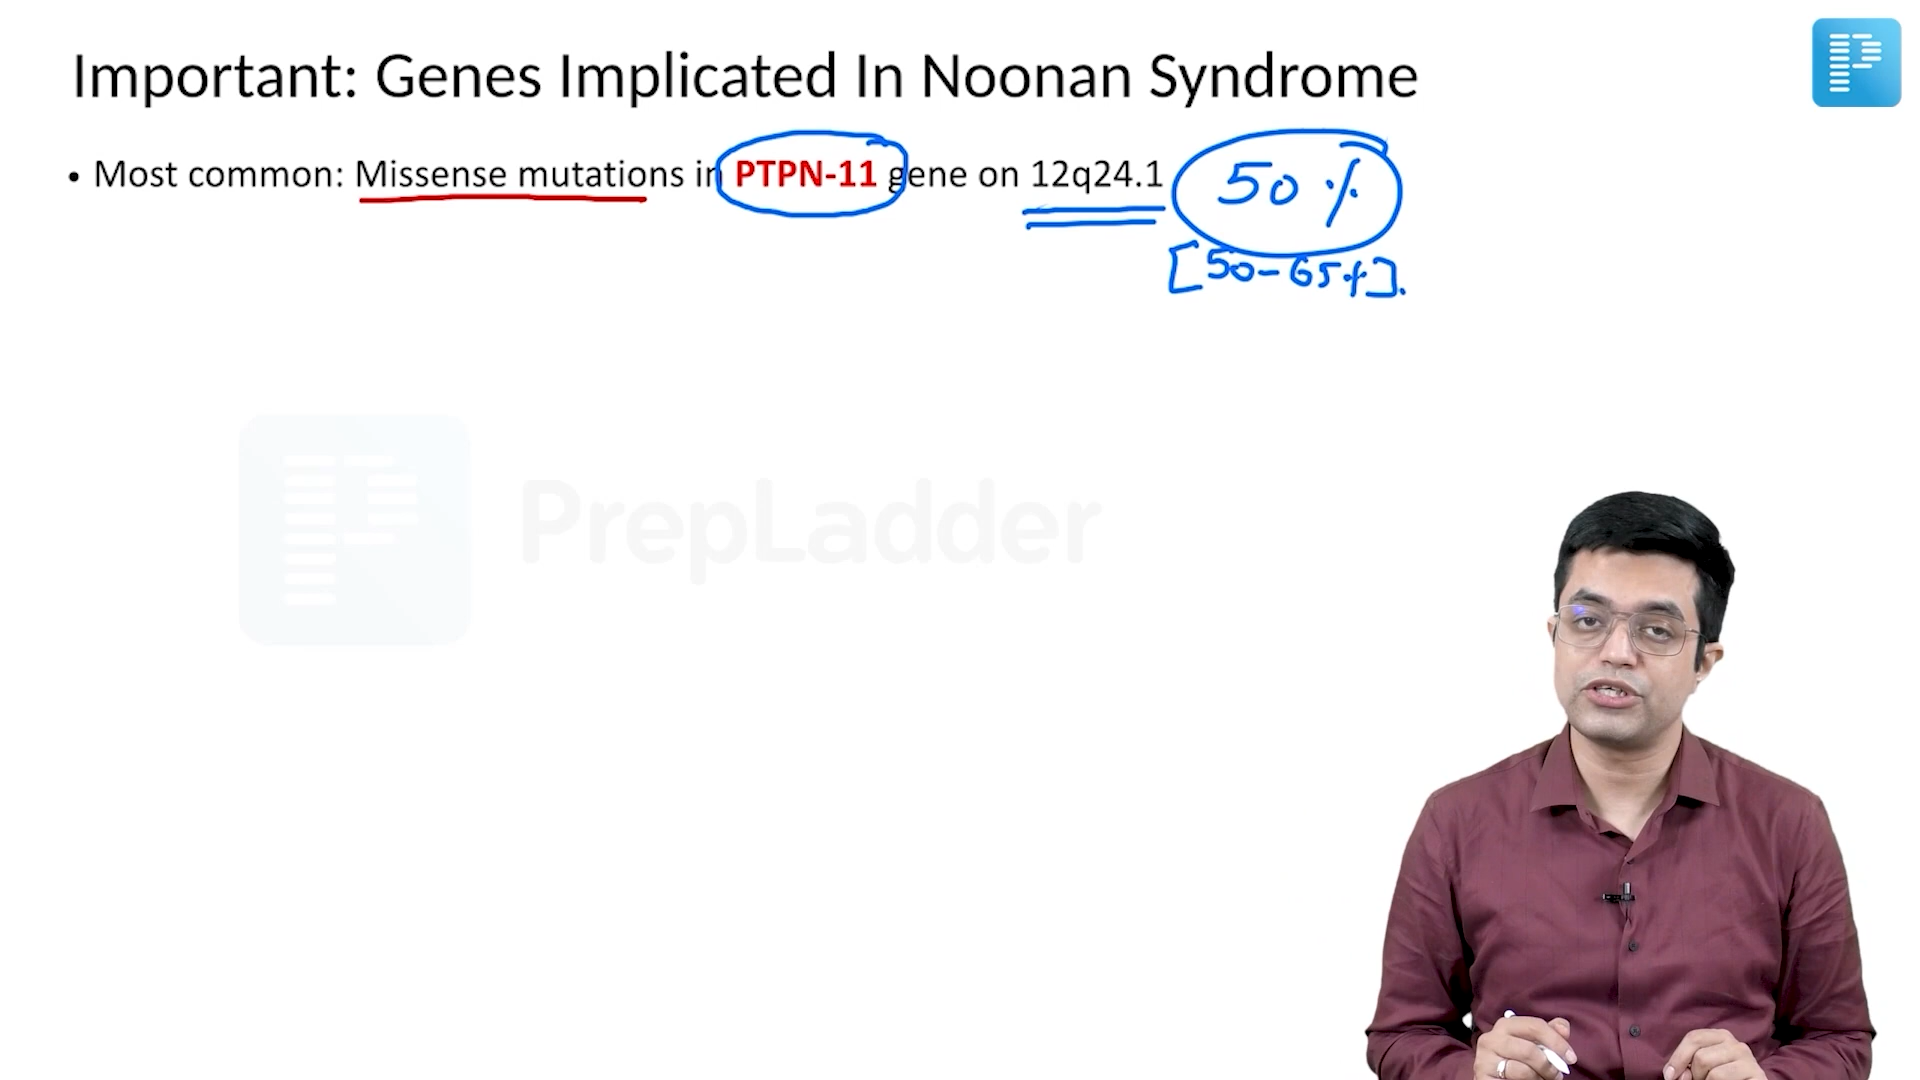 Important: Genes Implicated In Noonan Syndrome
• Most common: Missense mutations in PTPN-11 gene on 12q24.1 50%
[50-65%].
PrepLadder